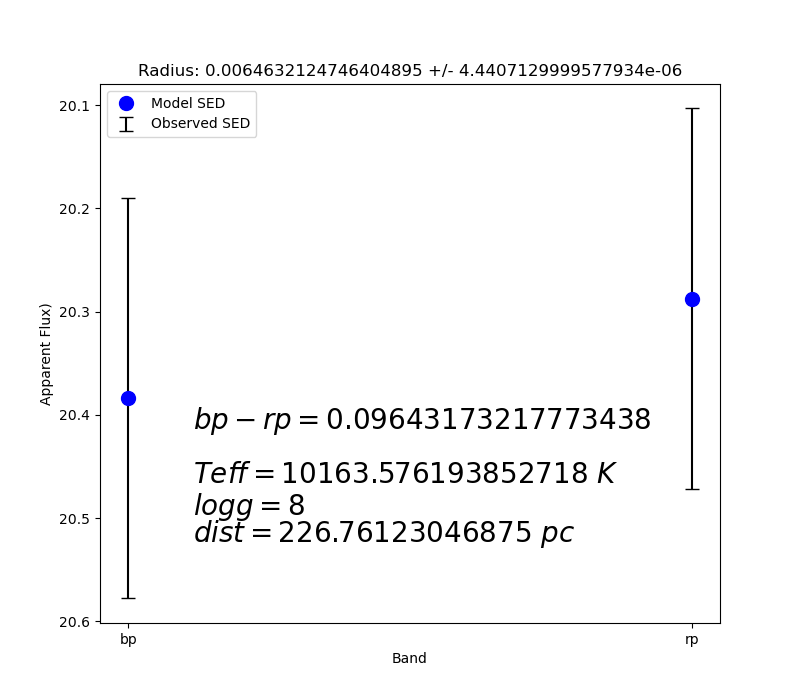 Radius: 0.0064632124746404895 +/- 4.4407129999577934e-06
Model SED
Observed SED
20.1
20.2
20.3
20.4
20.5
20.6
Apparent Flux)
bp − rp = 0.09643173217773438
Teff = 10163.576193852718 K
logg = 8
dist = 226.76123046875 pc
bp
rp
Band